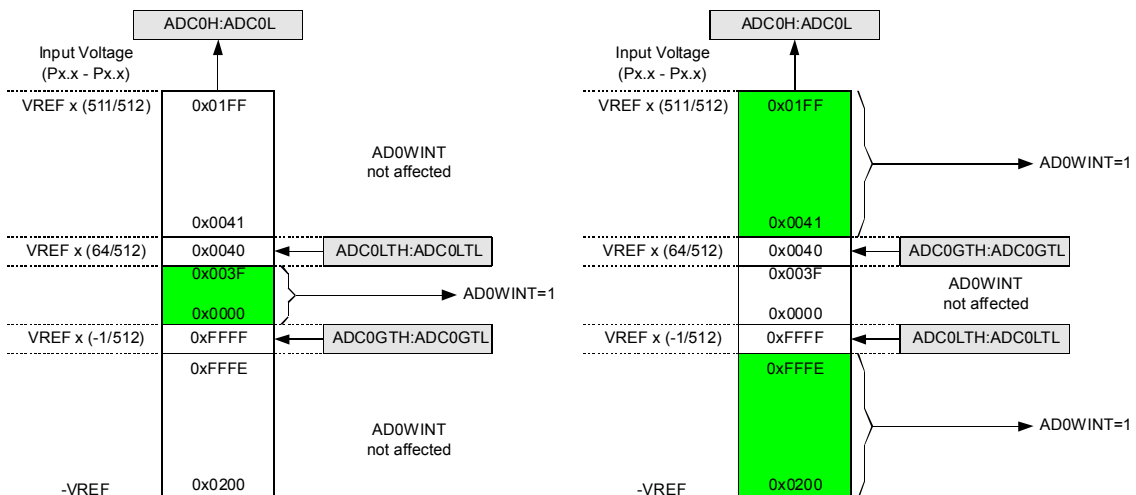 ADC0H:ADC0L
Input Voltage
(Px.x - Px.x)
VREF x (511/512)
0x01FF
AD0WINT
not affected
0x0041
VREF x (64/512)
0x0040
ADC0LTH:ADC0LTL
0x003F
AD0WINT=1
0x0000
VREF x (-1/512)
0xFFFF
ADC0GTH:ADC0GTL
0xFFFE
AD0WINT
not affected
-VREF
0x0200
ADC0H:ADC0L
Input Voltage
(Px.x - Px.x)
VREF x (511/512)
0x01FF
AD0WINT=1
0x0041
VREF x (64/512)
0x0040
ADC0GTH:ADC0GTL
0x003F
AD0WINT
not affected
0x0000
VREF x (-1/512)
0xFFFF
ADC0LTH:ADC0LTL
0xFFFE
AD0WINT=1
-VREF
0x0200